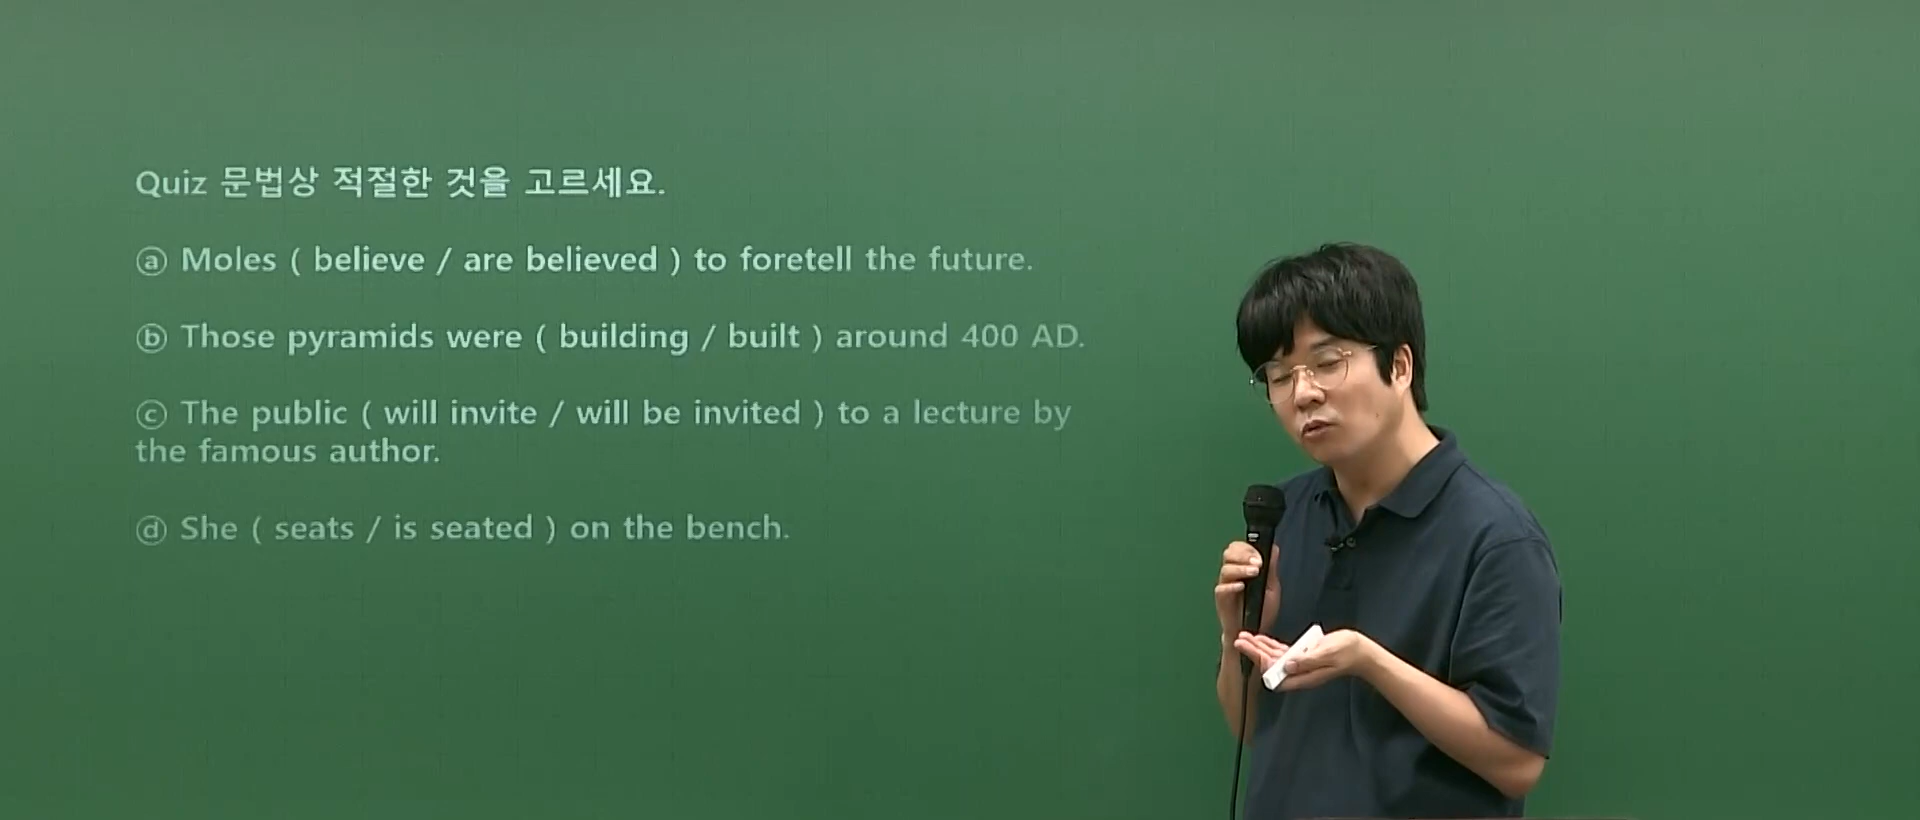 Quiz 문법상 적절한 것을 고르세요.
ⓐ Moles ( believe / are believed ) to foretell the future.
ⓑ Those pyramids were ( building / built ) around 400 AD.
ⓒ The public ( will invite / will be invited ) to a lecture by
the famous author.
ⓓ She ( seats / is seated ) on the bench.